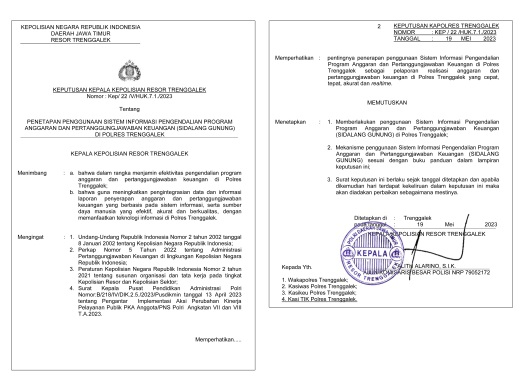 KEPOLISIAN NEGARA REPUBLIK INDONESIA
DAERAH JAWA TIMUR
RESOR TRENGGALEK
KEPUTUSAN KEPALA KEPOLISIAN RESOR TRENGGALEK
Nomor : Kep/ 22 /V/HUK.7.1./2023
Tentang
PENETAPAN PENGGUNAAN SISTEM INFORMASI PENGENDALIAN PROGRAM
ANGGARAN DAN PERTANGGUNGJAWABAN KEUANGAN (SIDALANG GUNUNG)
DI POLRES TRENGGALEK
KEPALA KEPOLISIAN RESOR TRENGGALEK
Menimbang : a. bahwa dalam rangka menjamin efektivitas pengendalian program
anggaran dan pertanggungjawaban keuangan di Polres
Trenggalek;
b. bahwa guna meningkatkan pengintegrasian data dan informasi
laporan penyerapan anggaran dan pertanggungjawaban
keuangan yang berbasis pada sistem informasi, serta sumber
daya manusia yang efektif, akurat dan berkualitas, dengan
memanfaatkan teknologi informasi di Polres Trenggalek.
Mengingat : 1. Undang-Undang Republik Indonesia Nomor 2 tahun 2002 tanggal
8 Januari 2002 tentang Kepolisian Negara Republik Indonesia;
2. Perkap Nomor 5 Tahun 2022 tentang Administrasi
Pertanggungjawaban Keuangan di lingkungan Kepolisian Negara
Republik Indonesia;
3. Peraturan Kepolisian Negara Republik Indonesia Nomor 2 tahun
2021 tentang susunan organisasi dan tata kerja pada tingkat
Kepolisian Resor dan Kepolisian Sektor;
4. Surat Kepala Pusat Pendidikan Administrasi Polri
Nomor:B/218/IV/DIK.2.5./2023/Pusdikmin tanggal 13 April 2023
tentang Pengantar Implementasi Aksi Perubahan Kinerja
Pelayanan Publik PKA Anggota/PNS Polri Angkatan VII dan VIII
T.A.2023.
Memperhatikan.....
2 KEPUTUSAN KAPOLRES TRENGGALEK
NOMOR : KEP / 22 /HUK.7.1./2023
TANGGAL : 19 MEI 2023
Memperhatikan : pentingnya penerapan penggunaan Sistem Informasi Pengendalian
Program Anggaran dan Pertanggungjawaban Keuangan di Polres
Trenggalek sebagai pelaporan realisasi anggaran dan
pertanggungjawaban keuangan di Polres Trenggalek yang cepat,
tepat, akurat dan realtime.
MEMUTUSKAN
Menetapkan : 1. Memberlakukan penggunaan Sistem Informasi Pengendalian
Program Anggaran dan Pertanggungjawaban Keuangan
(SIDALANG GUNUNG) di Polres Trenggalek;
2. Mekanisme penggunaan Sistem Informasi Pengendalian Program
Anggaran dan Pertanggungjawaban Keuangan (SIDALANG
GUNUNG) sesuai dengan buku panduan dalam lampiran
keputusan ini;
3. Surat keputusan ini berlaku sejak tanggal ditetapkan dan apabila
dikemudian hari terdapat kekeliruan dalam keputusan ini maka
akan diadakan perbaikan sebagaimana mestinya.
Ditetapkan di : Trenggalek
pada tanggal : 19 Mei 2023
KEPALA KEPOLISIAN RESOR TRENGGALEK
KEPALA
TRENGGALEK
ALITH ALARINO, S.I.K.
AJUN KOMISARIS BESAR POLISI NRP 79052172
Kepada Yth.
1. Wakapolres Trenggalek;
2. Kasiwas Polres Trenggalek;
3. Kasikeu Polres Trenggalek;
4. Kasi TIK Polres Trenggalek.